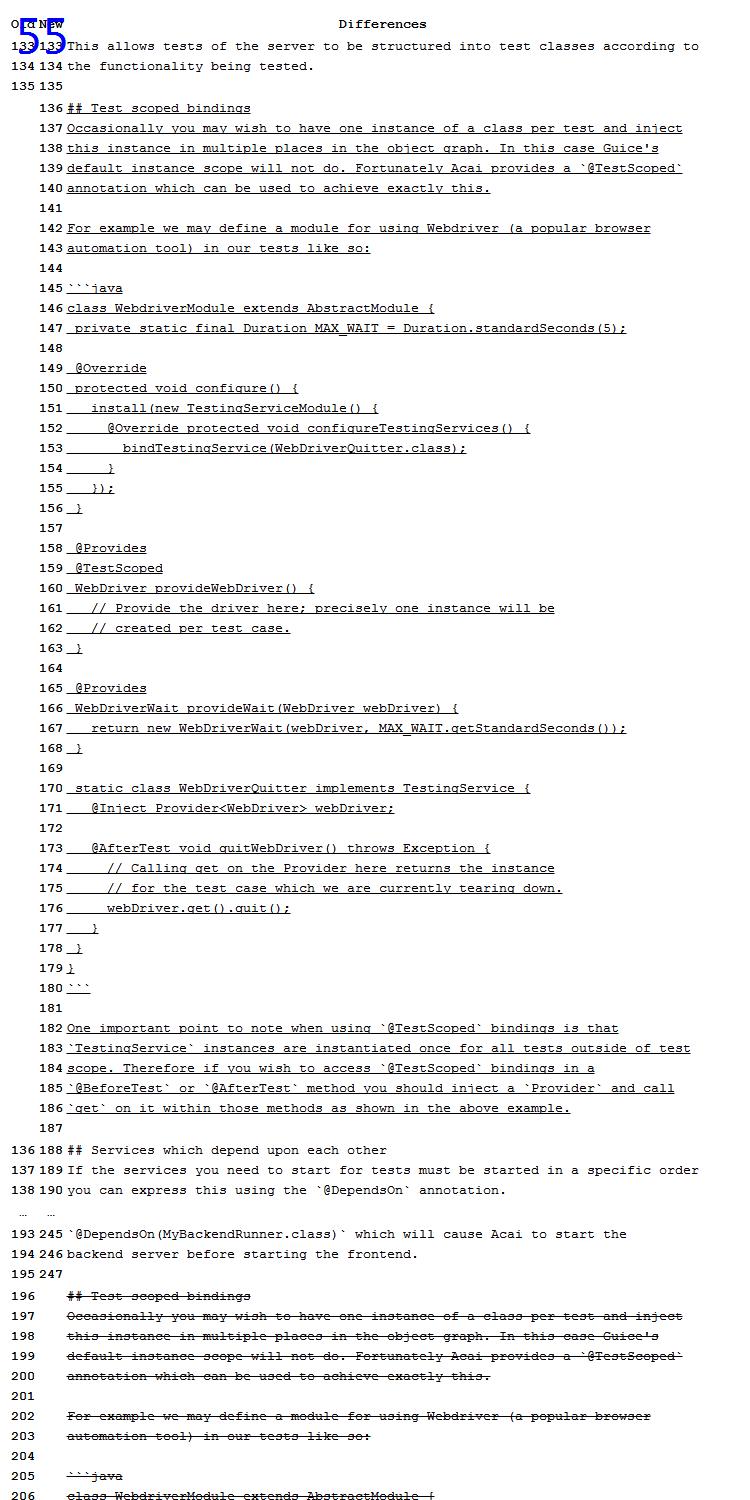 55
Old New Differences
133 133 This allows tests of the server to be structured into test classes according to
134 134 the functionality being tested.
135 135
136 ## Test scoped bindings
137 Occasionally you may wish to have one instance of a class per test and inject
138 this instance in multiple places in the object graph. In this case Guice's
139 default instance scope will not do. Fortunately Acai provides a `@TestScoped`
140 annotation which can be used to achieve exactly this.
141
142 For example we may define a module for using Webdriver (a popular browser
143 automation tool) in our tests like so:
144
145 ```java
146 class WebdriverModule extends AbstractModule {
147  private static final Duration MAX_WAIT = Duration.standardSeconds(5);
148
149  @Override
150  protected void configure() {
151    install(new TestingServiceModule() {
152      @Override protected void configureTestingServices() {
153        bindTestingService(WebDriverQuitter.class);
154      }
155    });
156  }
157
158  @Provides
159  @TestScoped
160  WebDriver provideWebDriver() {
161    // Provide the driver here; precisely one instance will be
162    // created per test case.
163  }
164
165  @Provides
166  WebDriverWait provideWait(WebDriver webDriver) {
167    return new WebDriverWait(webDriver, MAX_WAIT.getStandardSeconds());
168  }
169
170  static class WebDriverQuitter implements TestingService {
171    @Inject Provider<WebDriver> webDriver;
172
173    @AfterTest void quitWebDriver() throws Exception {
174      // Calling get on the Provider here returns the instance
175      // for the test case which we are currently tearing down.
176      webDriver.get().quit();
177    }
178  }
179 }
180 ```
181
182 One important point to note when using `@TestScoped` bindings is that
183 `TestingService` instances are instantiated once for all tests outside of test
184 scope. Therefore if you wish to access `@TestScoped` bindings in a
185 `@BeforeTest` or `@AfterTest` method you should inject a `Provider` and call
186 `get` on it within those methods as shown in the above example.
187
136 188 ## Services which depend upon each other
137 189 If the services you need to start for tests must be started in a specific order
138 190 you can express this using the `@DependsOn` annotation.
… …
193 245 `@DependsOn(MyBackendRunner.class)` which will cause Acai to start the
194 246 backend server before starting the frontend.
195 247
196 ## Test scoped bindings
197 Occasionally you may wish to have one instance of a class per test and inject
198 this instance in multiple places in the object graph. In this case Guice's
199 default instance scope will not do. Fortunately Acai provides a `@TestScoped`
200 annotation which can be used to achieve exactly this.
201
202 For example we may define a module for using Webdriver (a popular browser
203 automation tool) in our tests like so:
204
205 ```java
206 class WebdriverModule extends AbstractModule {